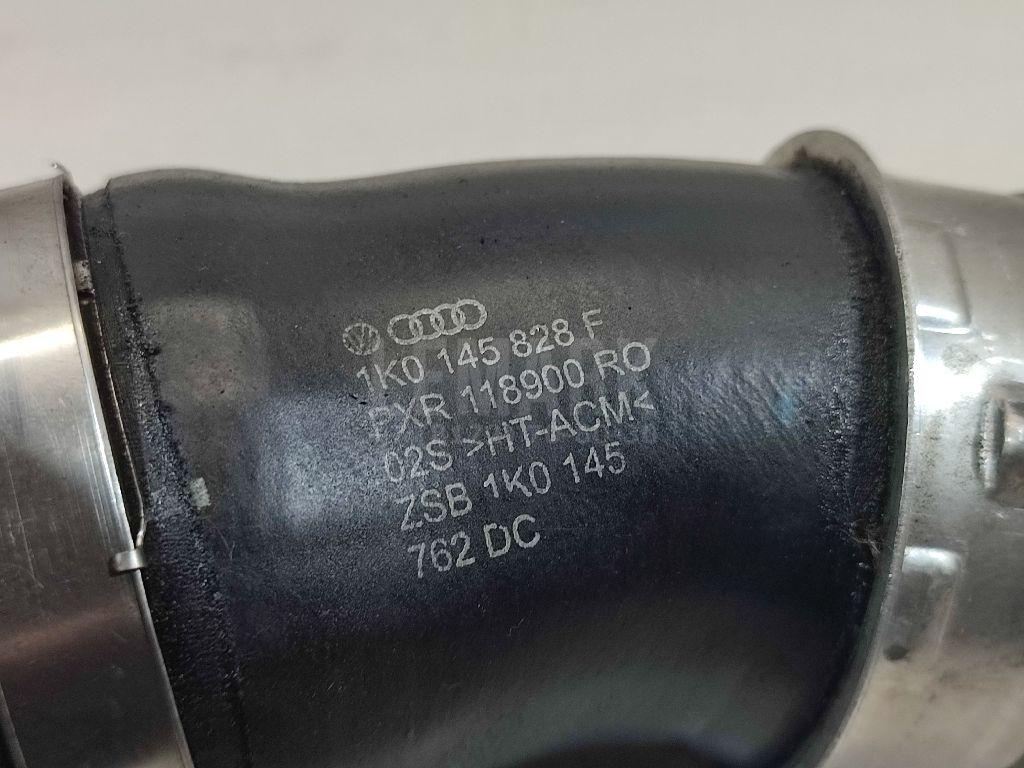 1K0 145 828 F
PXR 118900 RO
02S >HT-ACM<
ZSB 1K0 145
762 DC